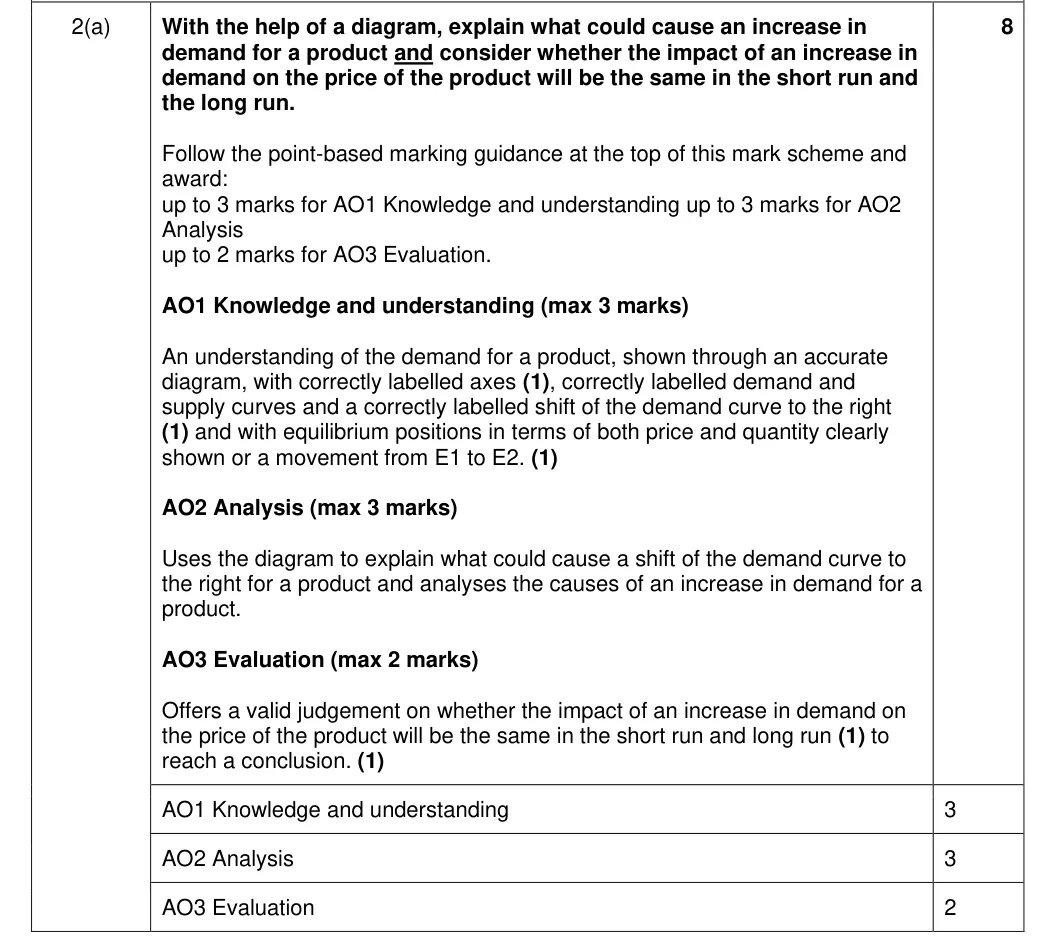 2(a)
With the help of a diagram, explain what could cause an increase in
demand for a product and consider whether the impact of an increase in
demand on the price of the product will be the same in the short run and
the long run.
8
Follow the point-based marking guidance at the top of this mark scheme and
award:
up to 3 marks for AO1 Knowledge and understanding up to 3 marks for AO2
Analysis
up to 2 marks for AO3 Evaluation.
AO1 Knowledge and understanding (max 3 marks)
An understanding of the demand for a product, shown through an accurate
diagram, with correctly labelled axes (1), correctly labelled demand and
supply curves and a correctly labelled shift of the demand curve to the right
(1) and with equilibrium positions in terms of both price and quantity clearly
shown or a movement from E1 to E2. (1)
AO2 Analysis (max 3 marks)
Uses the diagram to explain what could cause a shift of the demand curve to
the right for a product and analyses the causes of an increase in demand for a
product.
AO3 Evaluation (max 2 marks)
Offers a valid judgement on whether the impact of an increase in demand on
the price of the product will be the same in the short run and long run (1) to
reach a conclusion. (1)
AO1 Knowledge and understanding 3
AO2 Analysis 3
AO3 Evaluation 2